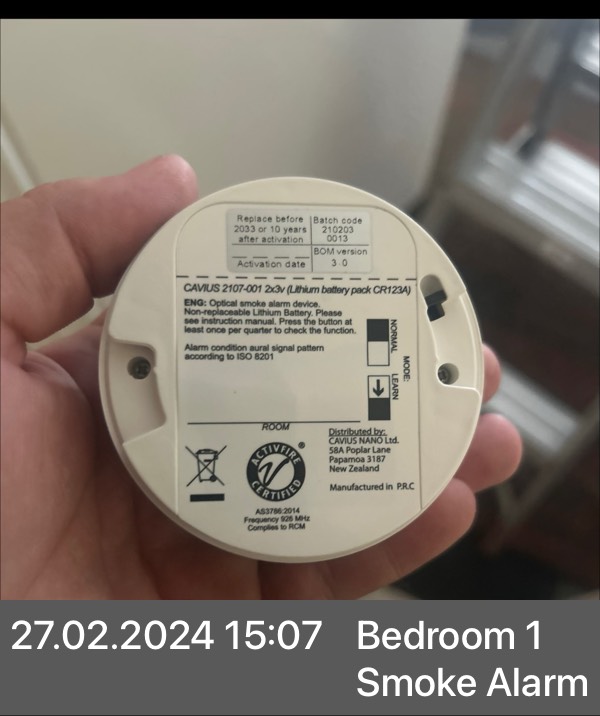 Replace before
2033 or 10 years
after activation
Activation date
Batch code
210203
0013
BOM version
3 0
CAVIUS 2107-001 2x3v (Lithium battery pack CR123A)
ENG: Optical smoke alarm device.
Non-replaceable Lithium Battery. Please
see instruction manual. Press the button at
least once per quarter to check the function.
Alarm condition aural signal pattern
according to ISO 8201
NORMAL
MODE:
LEARN
ROOM
ACTIVFIRE
®
CERTIFIED
AS3786:2014
Frequency 926 MHz
Complies to RCM
Distributed by:
CAVIUS NANO Ltd.
58A Poplar Lane
Papamoa 3187
New Zealand
Manufactured in P.R.C
27.02.2024 15:07
Bedroom 1
Smoke Alarm